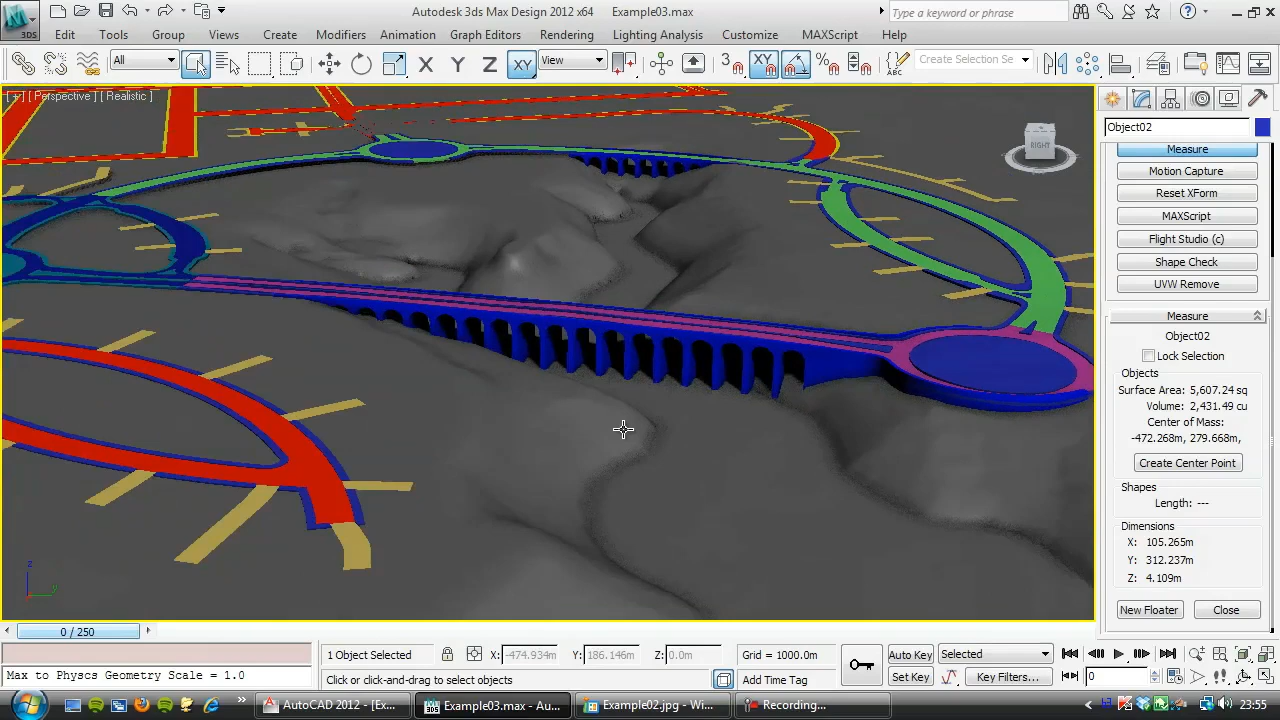 Autodesk 3ds Max Design 2012 x64 Example03.max
Type a keyword or phrase
3DS
Edit Tools Group Views Create Modifiers Animation Graph Editors Rendering Lighting Analysis Customize MAXScript Help
All X Y Z XY View 3 XY % Create Selection Se
[ + ] [ Perspective ] [ Realistic ]
RIGHT
Object02
Measure
Motion Capture
Reset XForm
MAXScript
Flight Studio (c)
Shape Check
UVW Remove
Measure
Object02
Lock Selection
Objects
Surface Area: 5,607.24 sq
Volume: 2,431.49 cu
Center of Mass:
-472.268m, 279.668m,
Create Center Point
Shapes
Length: ---
Dimensions
X: 105.265m
Y: 312.237m
Z: 4.109m
New Floater Close
z
y
0 / 250
1 Object Selected X: -474.934m Y: 186.146m Z: 0.0m Grid = 1000.0m Auto Key Selected
Max to Physcs Geometry Scale = 1.0 Click or click-and-drag to select objects Add Time Tag Set Key Key Filters... 0
AutoCAD 2012 - [Ex... Example03.max - Au... Example02.jpg - Wi... Recording... 23:55